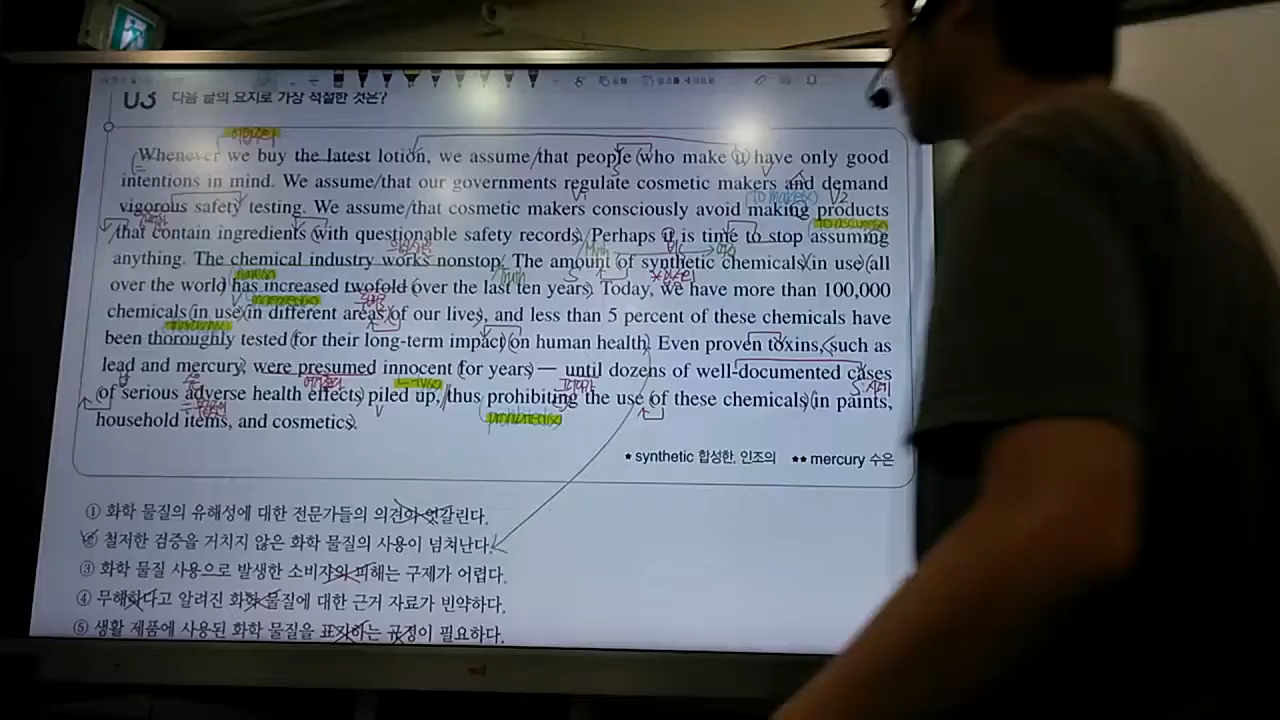 03 다음 글의 요지로 가장 적절한 것은?
Whenever we buy the latest lotion, we assume that people who make it have only good
intentions in mind. We assume that our governments regulate cosmetic makers and demand
vigorous safety testing. We assume that cosmetic makers consciously avoid making products
that contain ingredients with questionable safety records. Perhaps it is time to stop assuming
anything. The chemical industry works nonstop. The amount of synthetic chemicals in use all
over the world has increased twofold over the last ten years. Today, we have more than 100,000
chemicals in use in different areas of our lives, and less than 5 percent of these chemicals have
been thoroughly tested for their long-term impact on human health. Even proven toxins, such as
lead and mercury, were presumed innocent for years — until dozens of well-documented cases
of serious adverse health effects piled up, thus prohibiting the use of these chemicals in paints,
household items, and cosmetics.
* synthetic 합성한, 인조의 ** mercury 수은
① 화학 물질의 유해성에 대한 전문가들의 의견이 엇갈린다.
② 철저한 검증을 거치지 않은 화학 물질의 사용이 넘쳐난다.
③ 화학 물질 사용으로 발생한 소비자의 피해는 구제가 어렵다.
④ 무해하다고 알려진 화학 물질에 대한 근거 자료가 빈약하다.
⑤ 생활 제품에 사용된 화학 물질을 표시하는 규정이 필요하다.